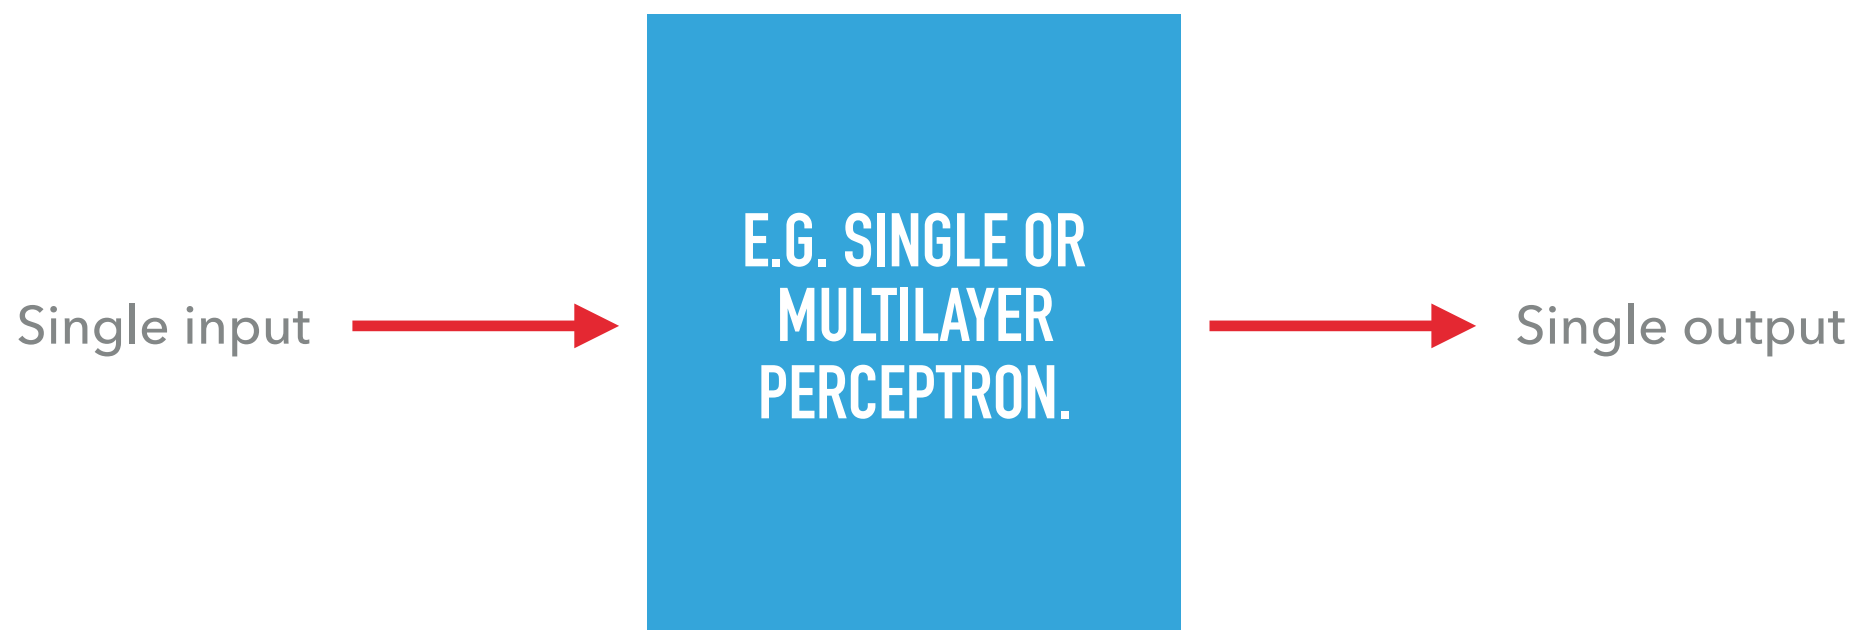 Single input
E.G. SINGLE OR
MULTILAYER
PERCEPTRON.
Single output